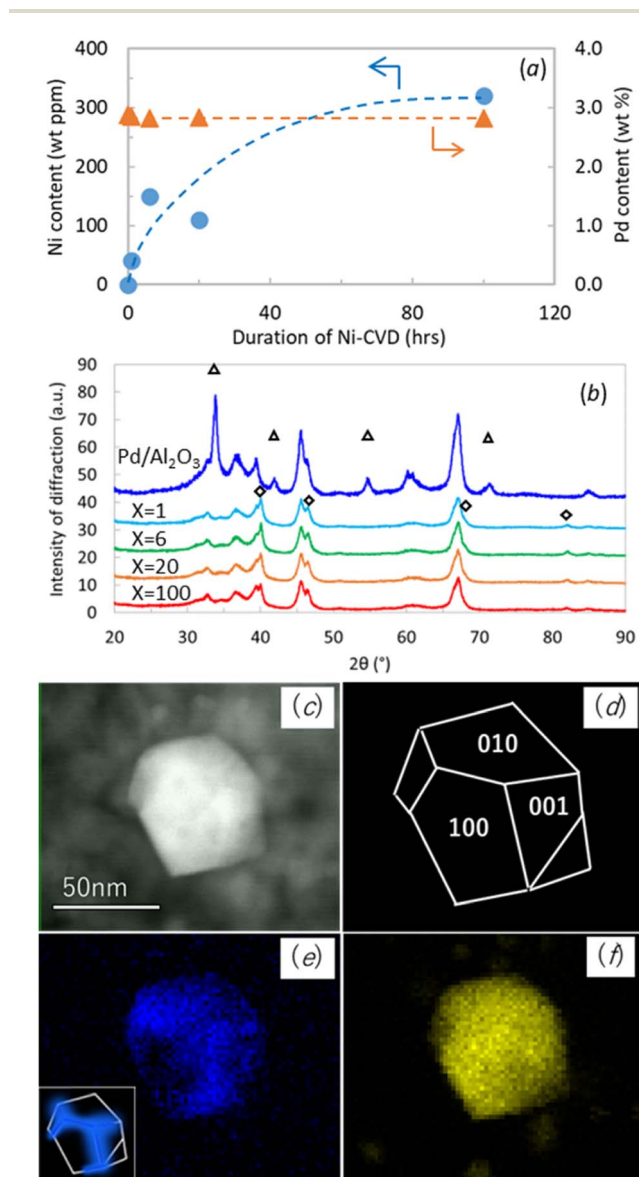 (a)
400
300
200
100
0
Ni content (wt ppm)
4.0
3.0
2.0
1.0
0.0
Pd content (wt %)
0 40 80 120
Duration of Ni-CVD (hrs)
(b)
90
80
70
60
50
40
30
20
10
0
Intensity of diffraction (a.u.)
Pd/Al₂O₃
X=1
X=6
X=20
X=100
20 30 40 50 60 70 80 90
2θ (°)
(c)
50nm
(d)
010
100
001
(e)
(f)